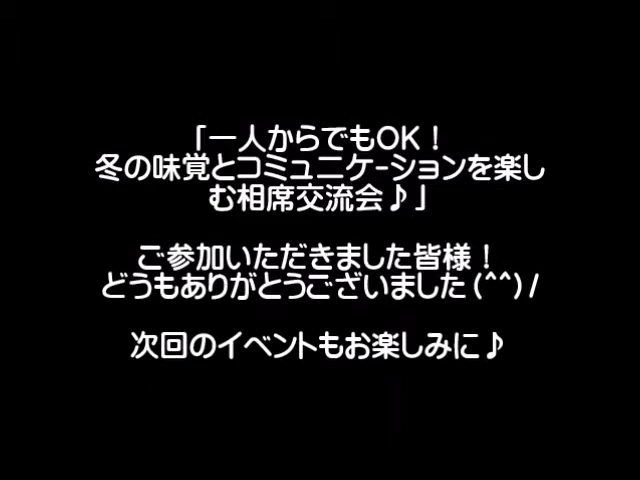 「一人からでもOK！
冬の味覚とコミュニケーションを楽し
む相席交流会♪」
ご参加いただきました皆様！
どうもありがとうございました(^^)/
次回のイベントもお楽しみに♪